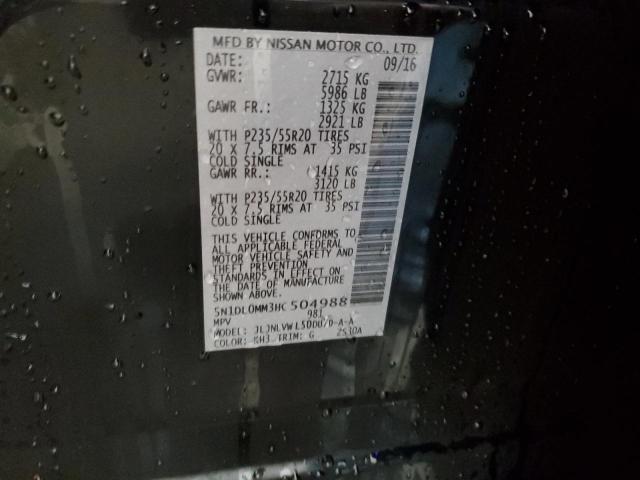 MFD BY NISSAN MOTOR CO., LTD.
DATE: 09/16
GVWR: 2715 KG
5986 LB
GAWR FR.: 1325 KG
2921 LB
WITH P235/55R20 TIRES
20 X 7.5 RIMS AT 35 PSI
COLD SINGLE
GAWR RR.: 1415 KG
3120 LB
WITH P235/55R20 TIRES
20 X 7.5 RIMS AT 35 PSI
COLD SINGLE
THIS VEHICLE CONFORMS TO
ALL APPLICABLE FEDERAL
MOTOR VEHICLE SAFETY AND
THEFT PREVENTION
STANDARDS IN EFFECT ON
THE DATE OF MANUFACTURE
SHOWN ABOVE.
5N1DL0MM3HC504988
MPV 981
MODEL:
COLOR: KH3 TRIM: G 2530A